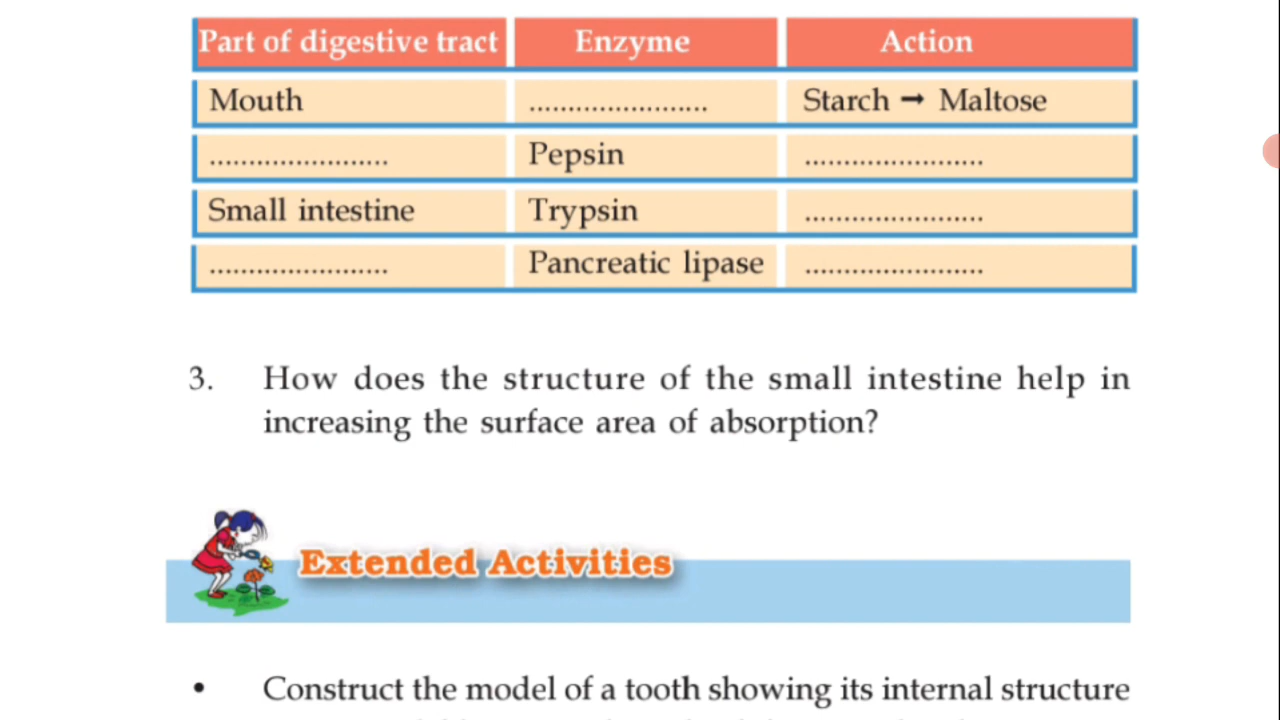 Part of digestive tract Enzyme Action
Mouth ....................... Starch → Maltose
....................... Pepsin .......................
Small intestine Trypsin .......................
....................... Pancreatic lipase .......................
3. How does the structure of the small intestine help in
increasing the surface area of absorption?
Extended Activities
• Construct the model of a tooth showing its internal structure